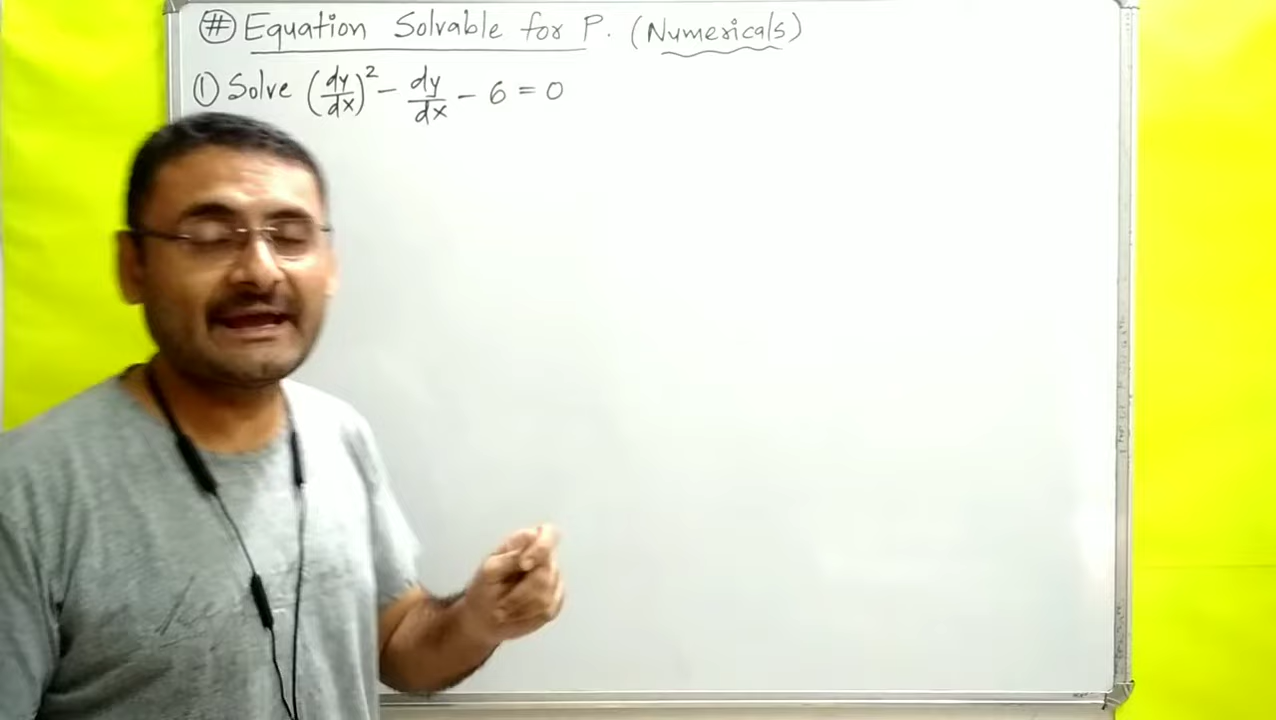 # Equation Solvable for P. (Numericals)
① Solve (dy/dx)² - dy/dx - 6 = 0